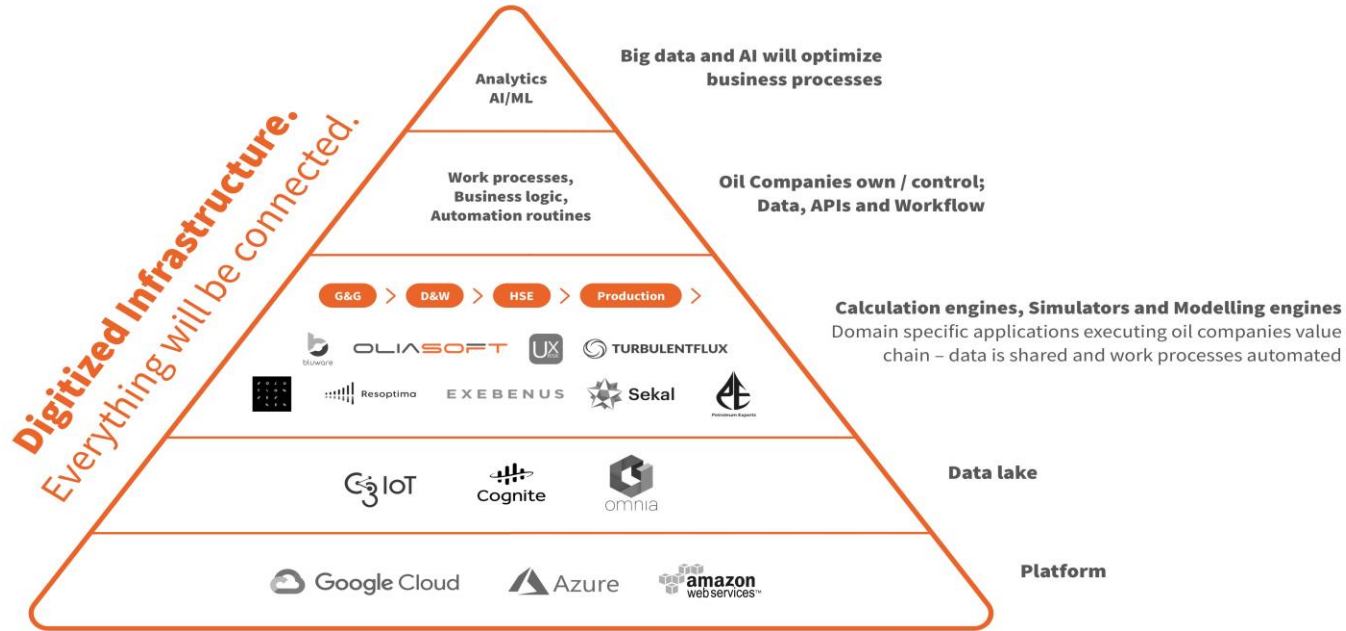 Digitized Infrastructure.
Everything will be connected.
Analytics
AI/ML
Big data and AI will optimize
business processes
Work processes,
Business logic,
Automation routines
Oil Companies own / control;
Data, APIs and Workflow
G&G > D&W > HSE > Production >
Calculation engines, Simulators and Modelling engines
Domain specific applications executing oil companies value
chain – data is shared and work processes automated
bluware
OLIASOFT
UX
TURBULENTFLUX
Resoptima
EXEBENUS
Sekal
Petroleum Experts
C3 IoT
Cognite
omnia
Data lake
Google Cloud
Azure
amazon
web services™
Platform